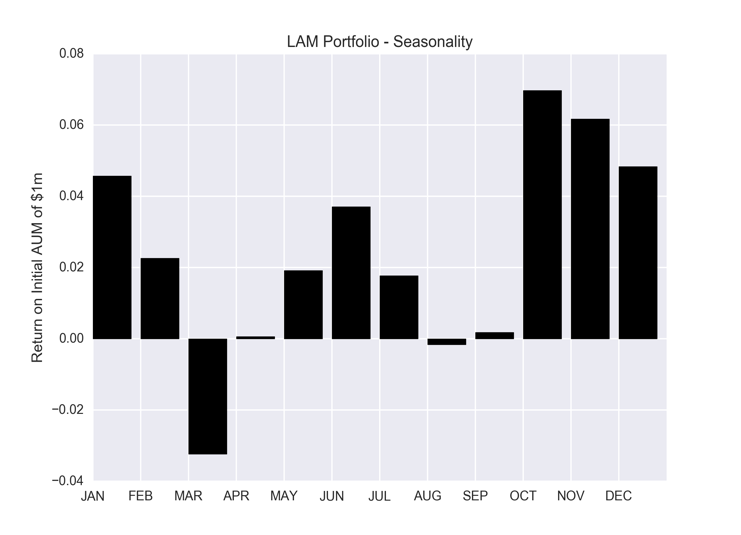 LAM Portfolio - Seasonality
Return on Initial AUM of $1m
0.08
0.06
0.04
0.02
0.00
−0.02
−0.04
JAN FEB MAR APR MAY JUN JUL AUG SEP OCT NOV DEC